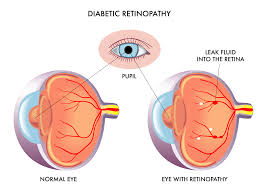 DIABETIC RETINOPATHY
PUPIL
LEAK FLUID
INTO THE RETINA
NORMAL EYE
EYE WITH RETINOPATHY